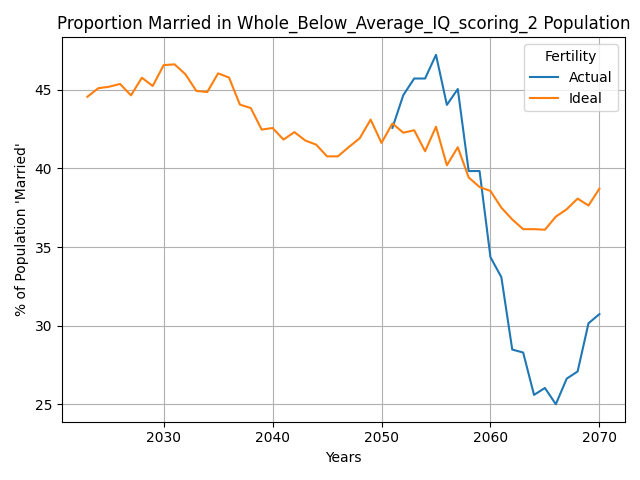 Proportion Married in Whole_Below_Average_IQ_scoring_2 Population
% of Population 'Married'
45
40
35
30
25
Fertility
Actual
Ideal
2030 2040 2050 2060 2070
Years